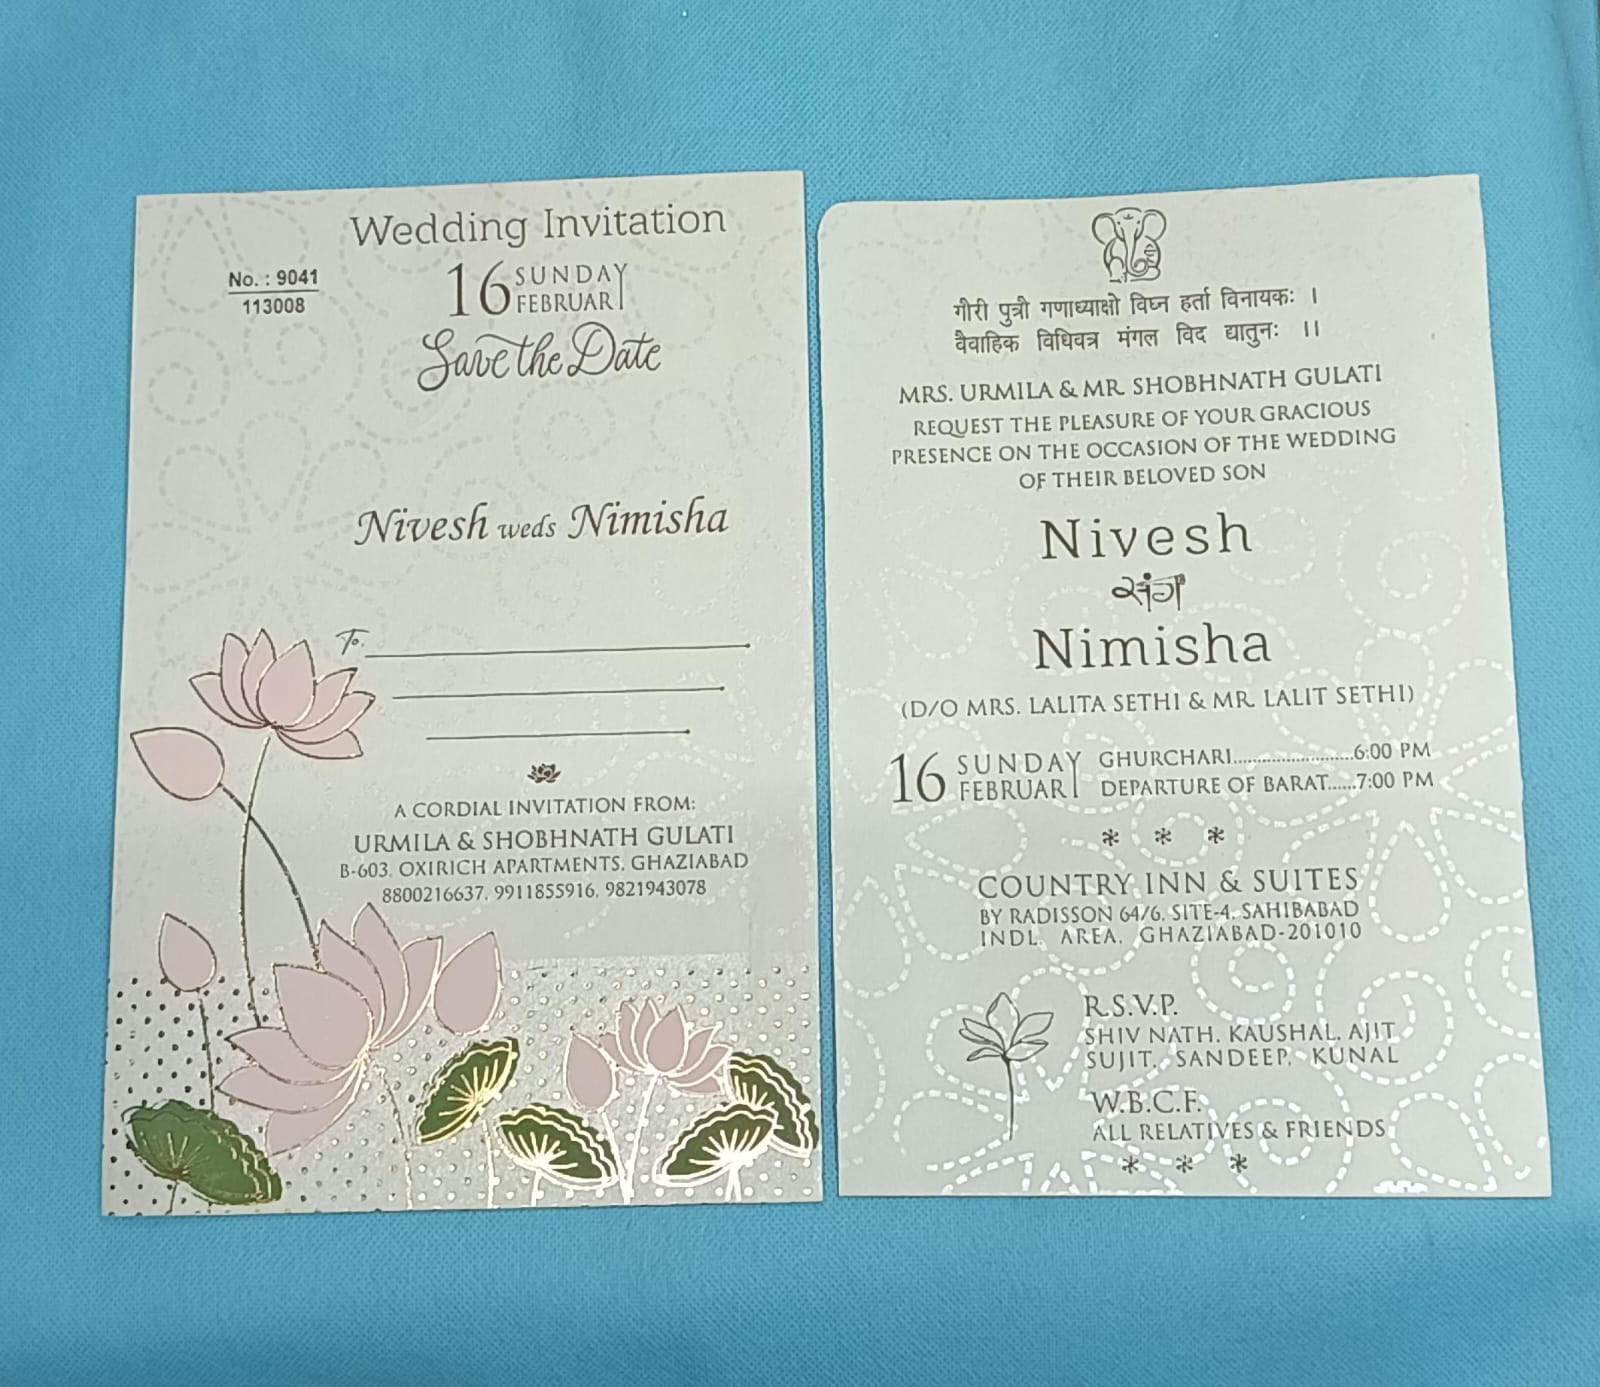 Wedding Invitation
No. : 9041
113008
16 SUNDAY
FEBRUARY
Save the Date
Nivesh weds Nimisha
To.
A CORDIAL INVITATION FROM:
URMILA & SHOBHNATH GULATI
B-603, OXIRICH APARTMENTS, GHAZIABAD
8800216637, 9911855916, 9821943078
गौरी पुत्री गणाध्याक्षो विघ्न हर्ता विनायकः ।
वैवाहिक विधिवत्र मंगल विद द्यातुनः ।।
MRS. URMILA & MR. SHOBHNATH GULATI
REQUEST THE PLEASURE OF YOUR GRACIOUS
PRESENCE ON THE OCCASION OF THE WEDDING
OF THEIR BELOVED SON
Nivesh
संग
Nimisha
(D/O MRS. LALITA SETHI & MR. LALIT SETHI)
16 SUNDAY
FEBRUARY
GHURCHARI..........................6:00 PM
DEPARTURE OF BARAT......7:00 PM
* * *
COUNTRY INN & SUITES
BY RADISSON 64/6, SITE-4, SAHIBABAD
INDL. AREA, GHAZIABAD-201010
R.S.V.P.
SHIV NATH, KAUSHAL, AJIT
SUJIT, SANDEEP, KUNAL
W.B.C.F.
ALL RELATIVES & FRIENDS
* * *